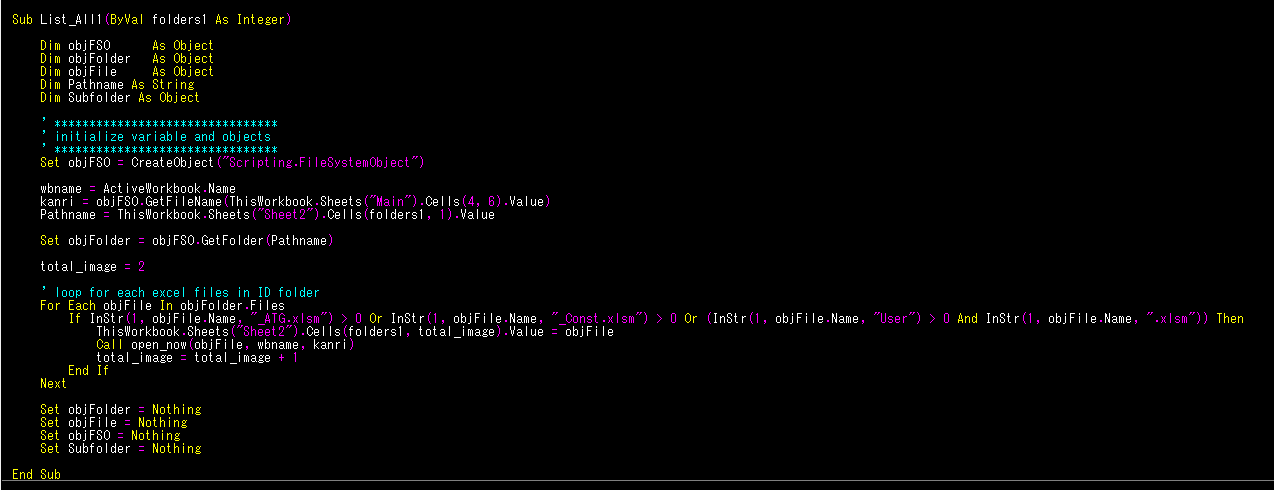 Sub List_All1(ByVal folders1 As Integer)
Dim objFSO As Object
Dim objFolder As Object
Dim objFile As Object
Dim Pathname As String
Dim Subfolder As Object
' ********************************
' initialize variable and objects
' ********************************
Set objFSO = CreateObject("Scripting.FileSystemObject")
wbname = ActiveWorkbook.Name
kanri = objFSO.GetFileName(ThisWorkbook.Sheets("Main").Cells(4, 6).Value)
Pathname = ThisWorkbook.Sheets("Sheet2").Cells(folders1, 1).Value
Set objFolder = objFSO.GetFolder(Pathname)
total_image = 2
' loop for each excel files in ID folder
For Each objFile In objFolder.Files
If InStr(1, objFile.Name, "_ATG.xlsm") > 0 Or InStr(1, objFile.Name, "_Const.xlsm") > 0 Or (InStr(1, objFile.Name, "User") > 0 And InStr(1, objFile.Name, ".xlsm")) Then
ThisWorkbook.Sheets("Sheet2").Cells(folders1, total_image).Value = objFile
Call open_now(objFile, wbname, kanri)
total_image = total_image + 1
End If
Next
Set objFolder = Nothing
Set objFile = Nothing
Set objFSO = Nothing
Set Subfolder = Nothing
End Sub